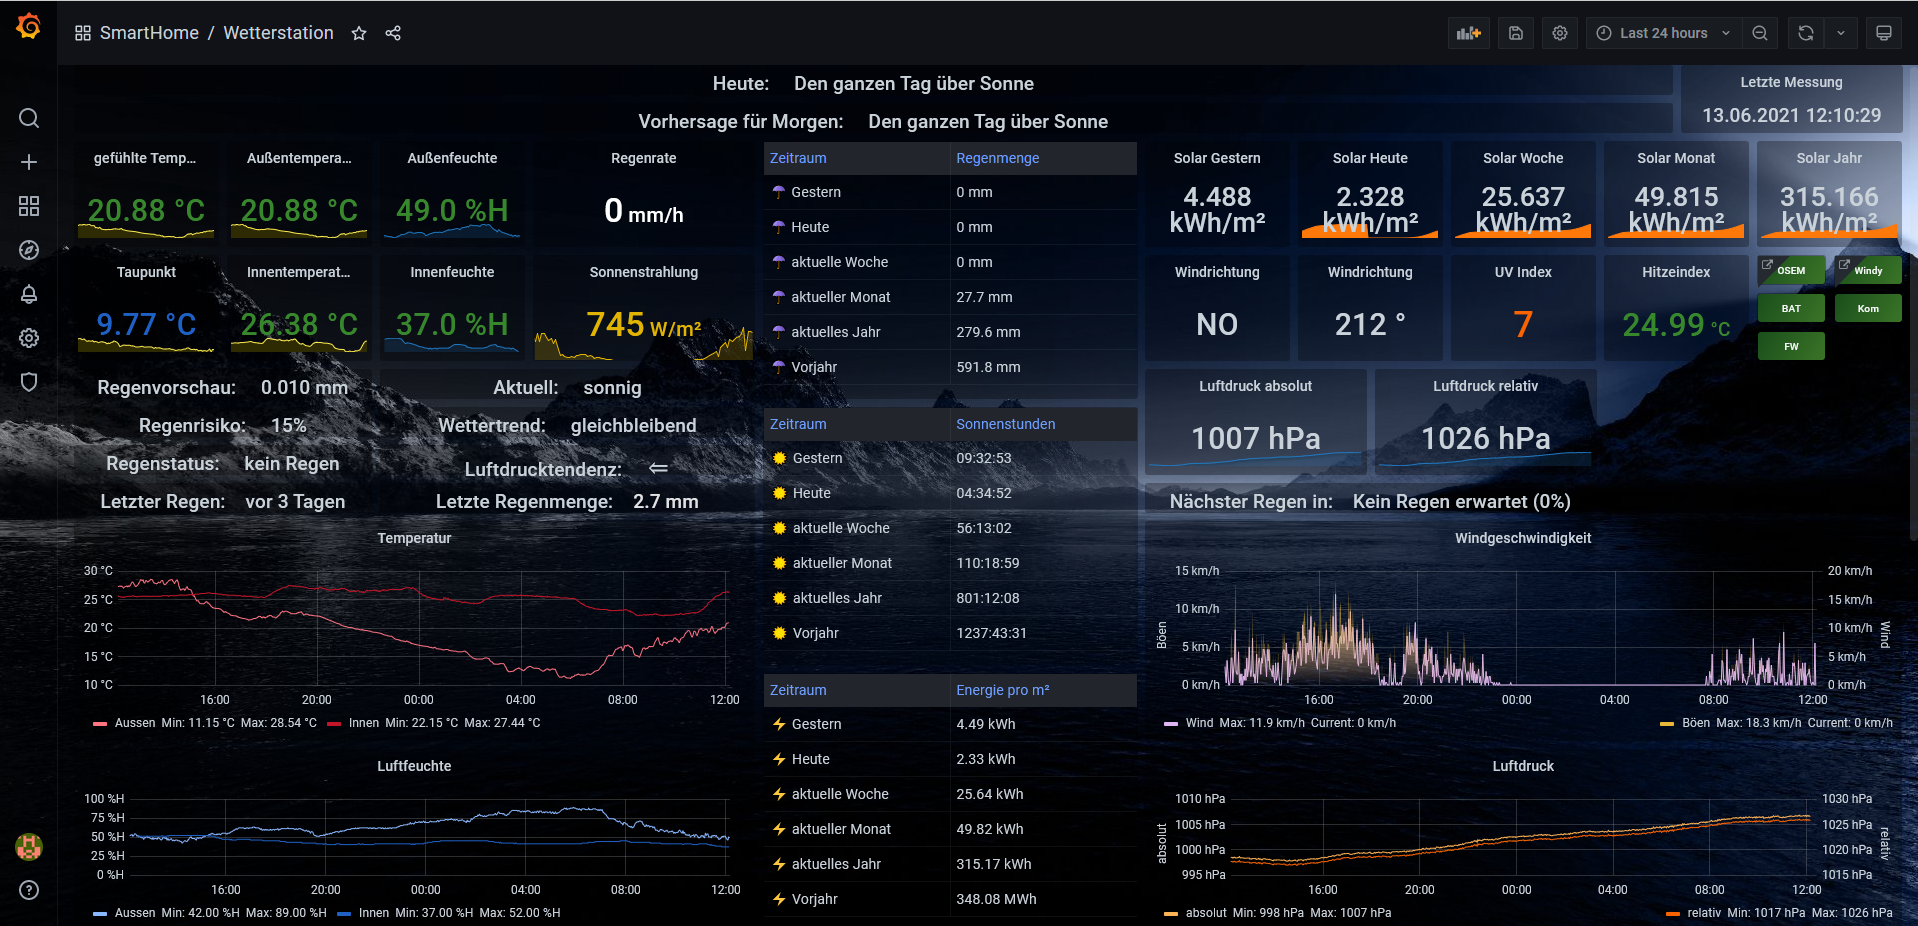 SmartHome / Wetterstation
Last 24 hours
Heute: Den ganzen Tag über Sonne
Vorhersage für Morgen: Den ganzen Tag über Sonne
Letzte Messung
13.06.2021 12:10:29
gefühlte Temp...
20.88 °C
Außentempera...
20.88 °C
Außenfeuchte
49.0 %H
Regenrate
0 mm/h
Taupunkt
9.77 °C
Innentemperat...
26.38 °C
Innenfeuchte
37.0 %H
Sonnenstrahlung
745 W/m²
Regenvorschau: 0.010 mm
Aktuell: sonnig
Regenrisiko: 15%
Wettertrend: gleichbleibend
Regenstatus: kein Regen
Luftdrucktendenz: ⇐
Letzter Regen: vor 3 Tagen
Letzte Regenmenge: 2.7 mm
Zeitraum Regenmenge
Gestern 0 mm
Heute 0 mm
aktuelle Woche 0 mm
aktueller Monat 27.7 mm
aktuelles Jahr 279.6 mm
Vorjahr 591.8 mm
Zeitraum Sonnenstunden
Gestern 09:32:53
Heute 04:34:52
aktuelle Woche 56:13:02
aktueller Monat 110:18:59
aktuelles Jahr 801:12:08
Vorjahr 1237:43:31
Zeitraum Energie pro m²
Gestern 4.49 kWh
Heute 2.33 kWh
aktuelle Woche 25.64 kWh
aktueller Monat 49.82 kWh
aktuelles Jahr 315.17 kWh
Vorjahr 348.08 MWh
Solar Gestern
4.488
kWh/m²
Solar Heute
2.328
kWh/m²
Solar Woche
25.637
kWh/m²
Solar Monat
49.815
kWh/m²
Solar Jahr
315.166
kWh/m²
Windrichtung
NO
Windrichtung
212 °
UV Index
7
Hitzeindex
24.99 °C
OSEM
Windy
BAT
Kom
FW
Luftdruck absolut
1007 hPa
Luftdruck relativ
1026 hPa
Nächster Regen in: Kein Regen erwartet (0%)
Temperatur
30 °C
25 °C
20 °C
15 °C
10 °C
16:00 20:00 00:00 04:00 08:00 12:00
Aussen Min: 11.15 °C Max: 28.54 °C Innen Min: 22.15 °C Max: 27.44 °C
Luftfeuchte
100 %H
75 %H
50 %H
25 %H
0 %H
16:00 20:00 00:00 04:00 08:00 12:00
Aussen Min: 42.00 %H Max: 89.00 %H Innen Min: 37.00 %H Max: 52.00 %H
Windgeschwindigkeit
Böen
15 km/h
10 km/h
5 km/h
0 km/h
20 km/h
15 km/h
10 km/h
5 km/h
0 km/h
Wind
16:00 20:00 00:00 04:00 08:00 12:00
Wind Max: 11.9 km/h Current: 0 km/h Böen Max: 18.3 km/h Current: 0 km/h
Luftdruck
absolut
1010 hPa
1005 hPa
1000 hPa
995 hPa
1030 hPa
1025 hPa
1020 hPa
1015 hPa
relativ
16:00 20:00 00:00 04:00 08:00 12:00
absolut Min: 998 hPa Max: 1007 hPa relativ Min: 1017 hPa Max: 1026 hPa